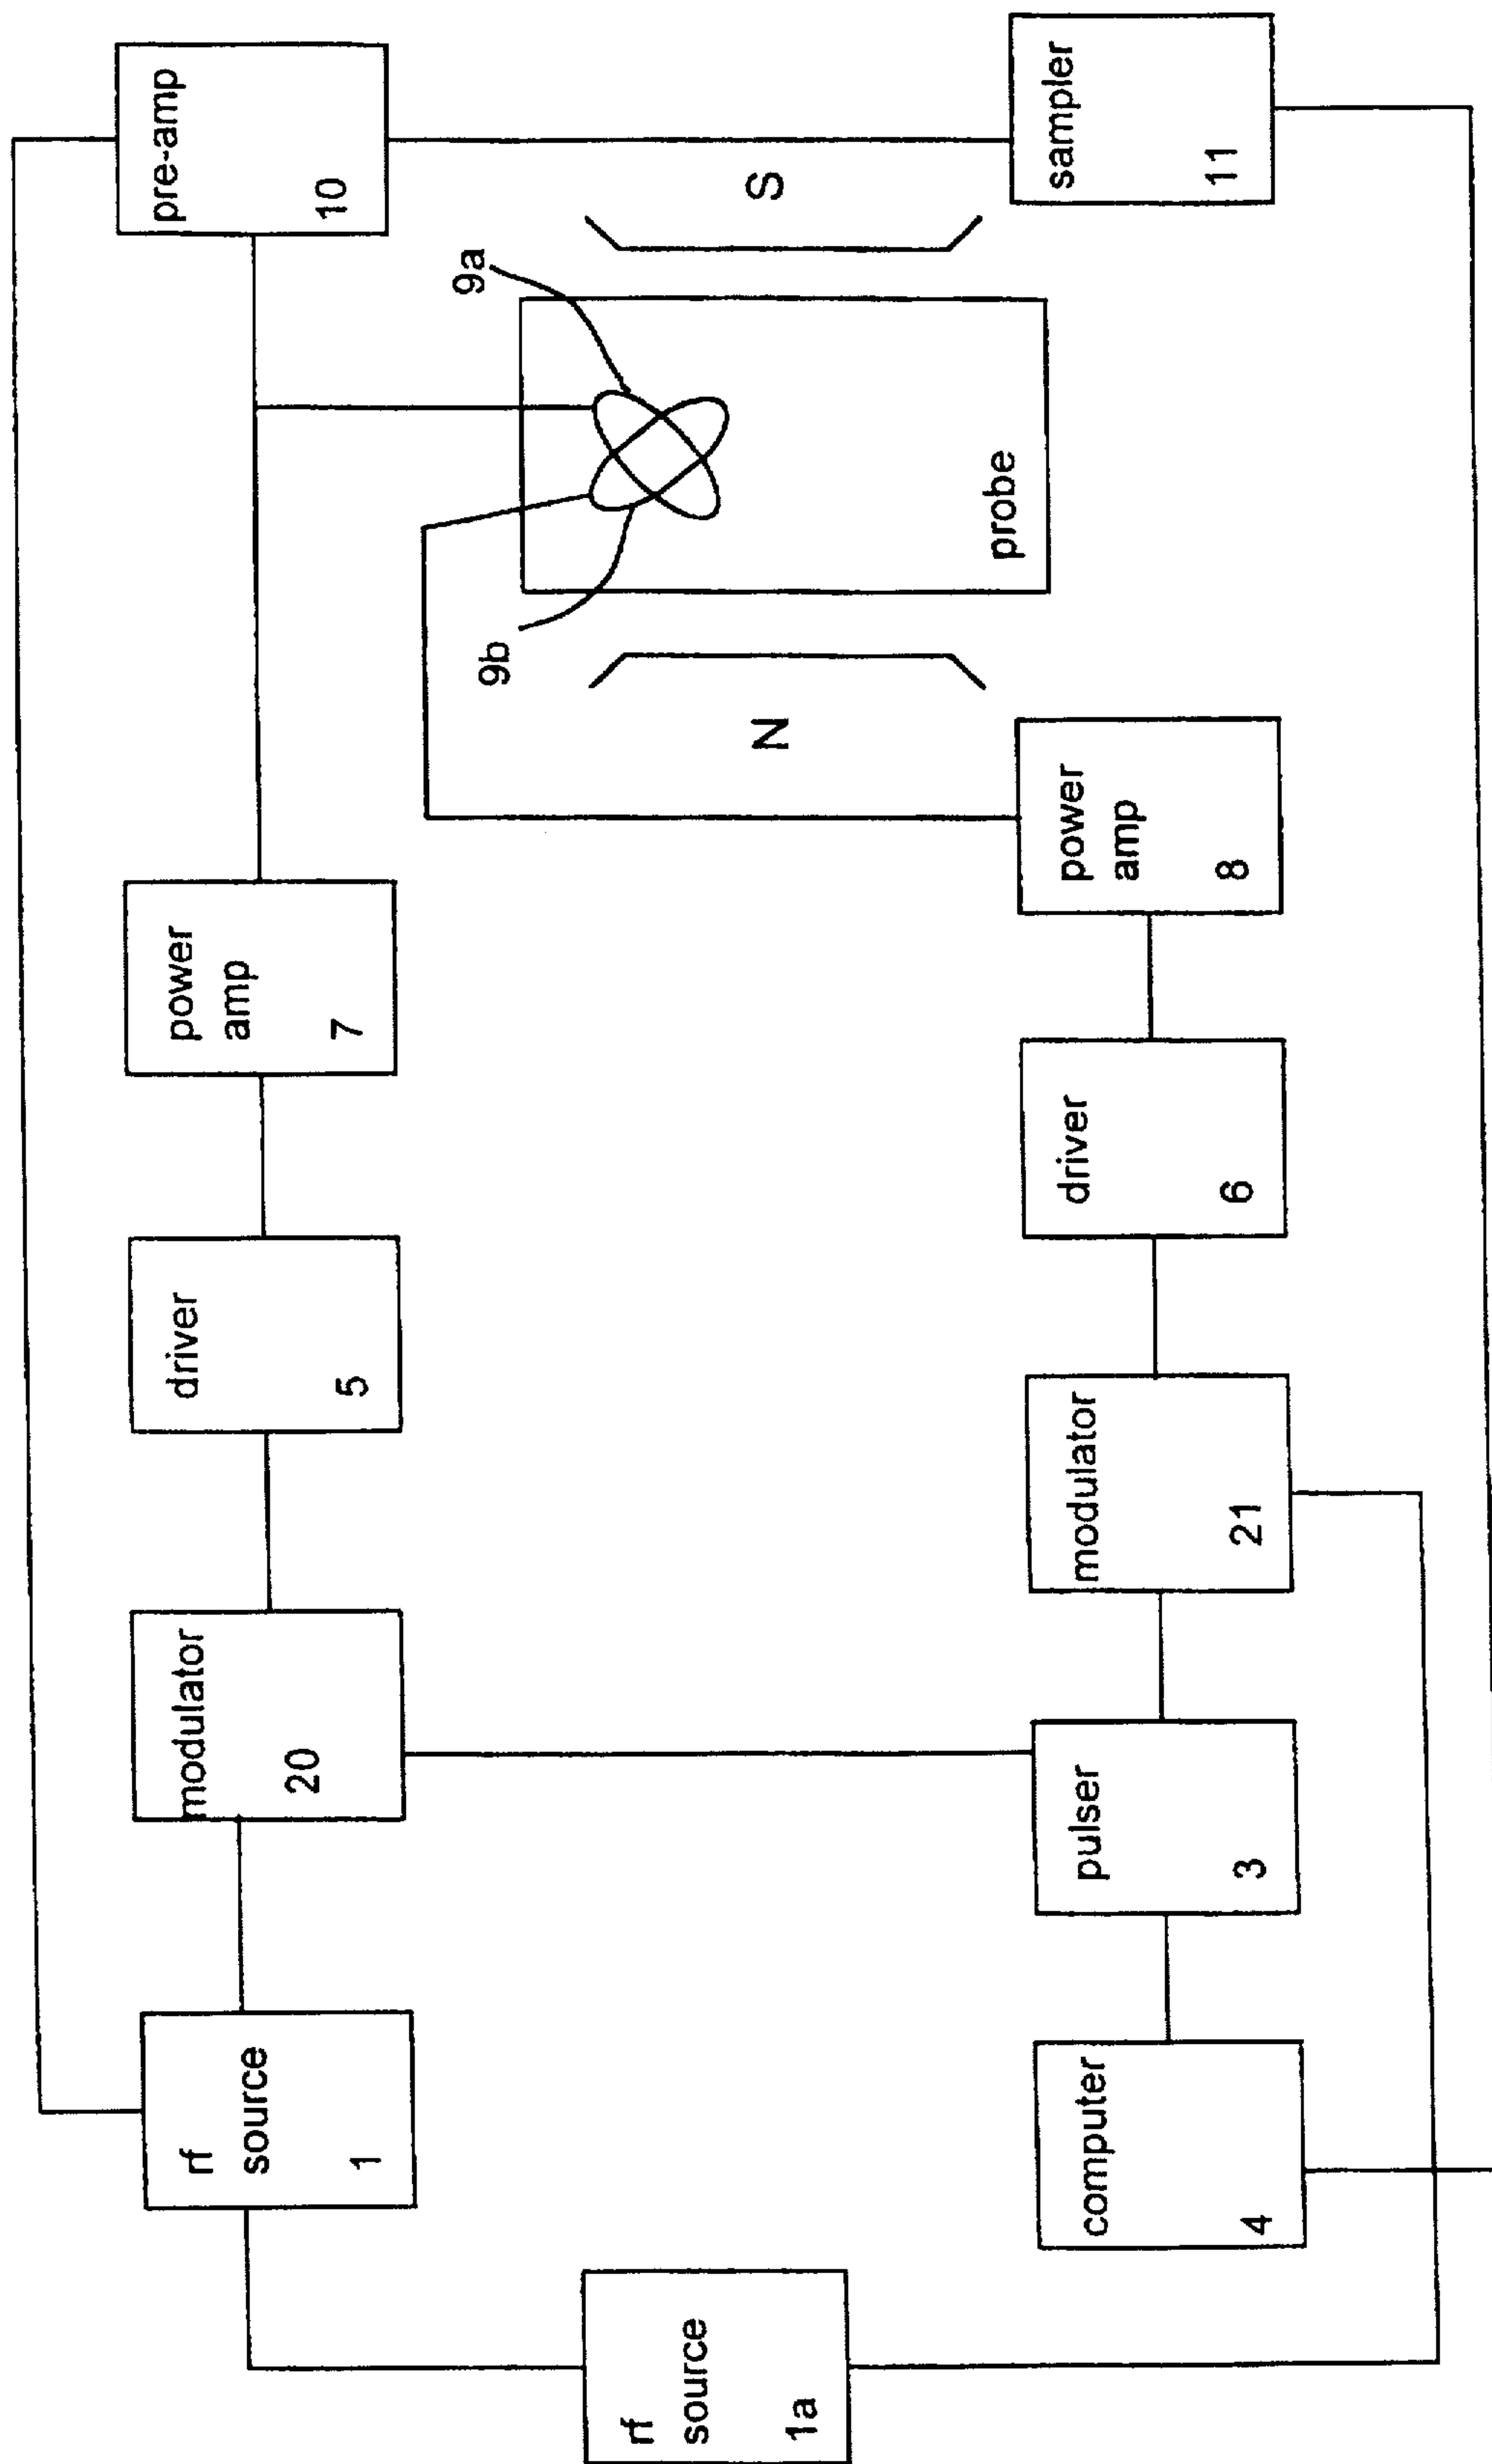 rf
source
1
modulator
20
driver
5
power
amp
7
pre-amp
10
rf
source
1a
9b
9a
N
S
probe
computer
4
pulser
3
modulator
21
driver
6
power
amp
8
sampler
11